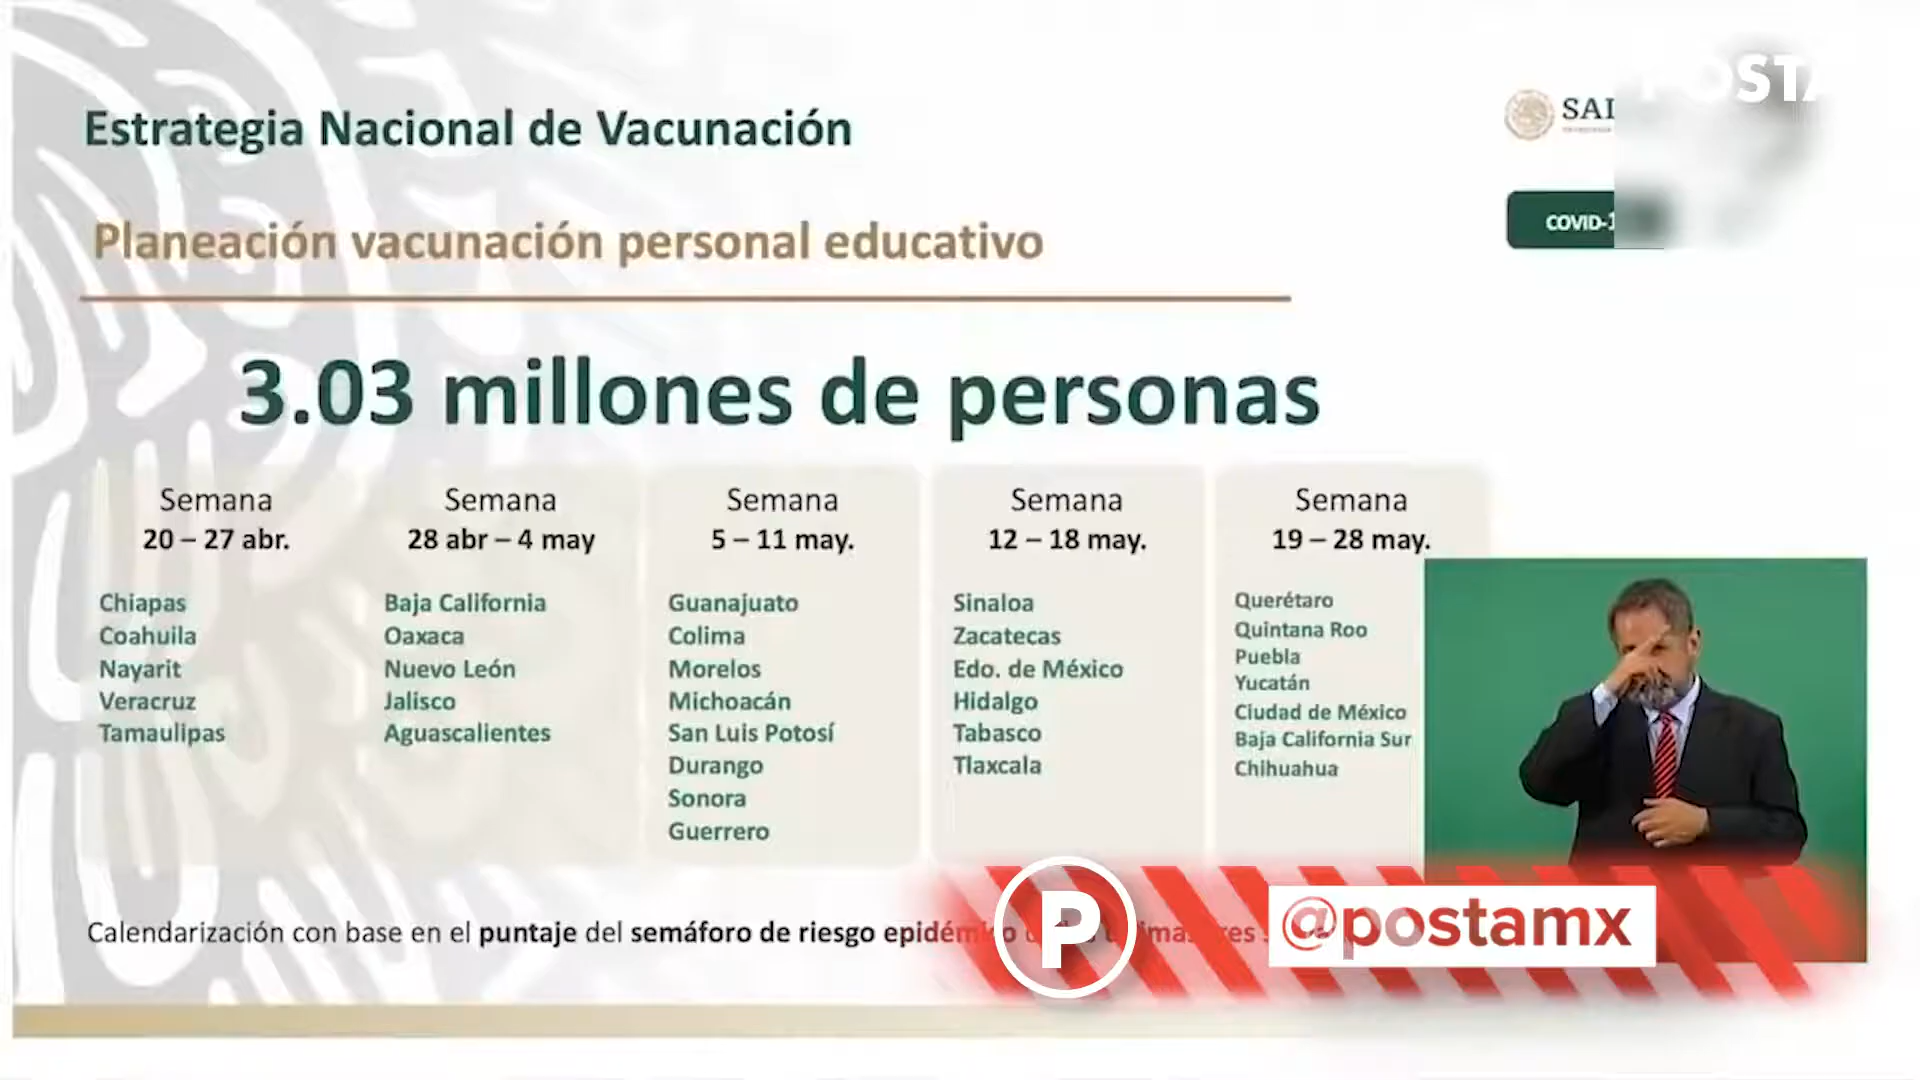 POSTA
Estrategia Nacional de Vacunación
SAL
COVID-1
Planeación vacunación personal educativo
3.03 millones de personas
Semana
20 – 27 abr.
Chiapas
Coahuila
Nayarit
Veracruz
Tamaulipas
Semana
28 abr – 4 may
Baja California
Oaxaca
Nuevo León
Jalisco
Aguascalientes
Semana
5 – 11 may.
Guanajuato
Colima
Morelos
Michoacán
San Luis Potosí
Durango
Sonora
Guerrero
Semana
12 – 18 may.
Sinaloa
Zacatecas
Edo. de México
Hidalgo
Tabasco
Tlaxcala
Semana
19 – 28 may.
Querétaro
Quintana Roo
Puebla
Yucatán
Ciudad de México
Baja California Sur
Chihuahua
Calendarización con base en el puntaje del semáforo de riesgo epidémico
P
@postamx